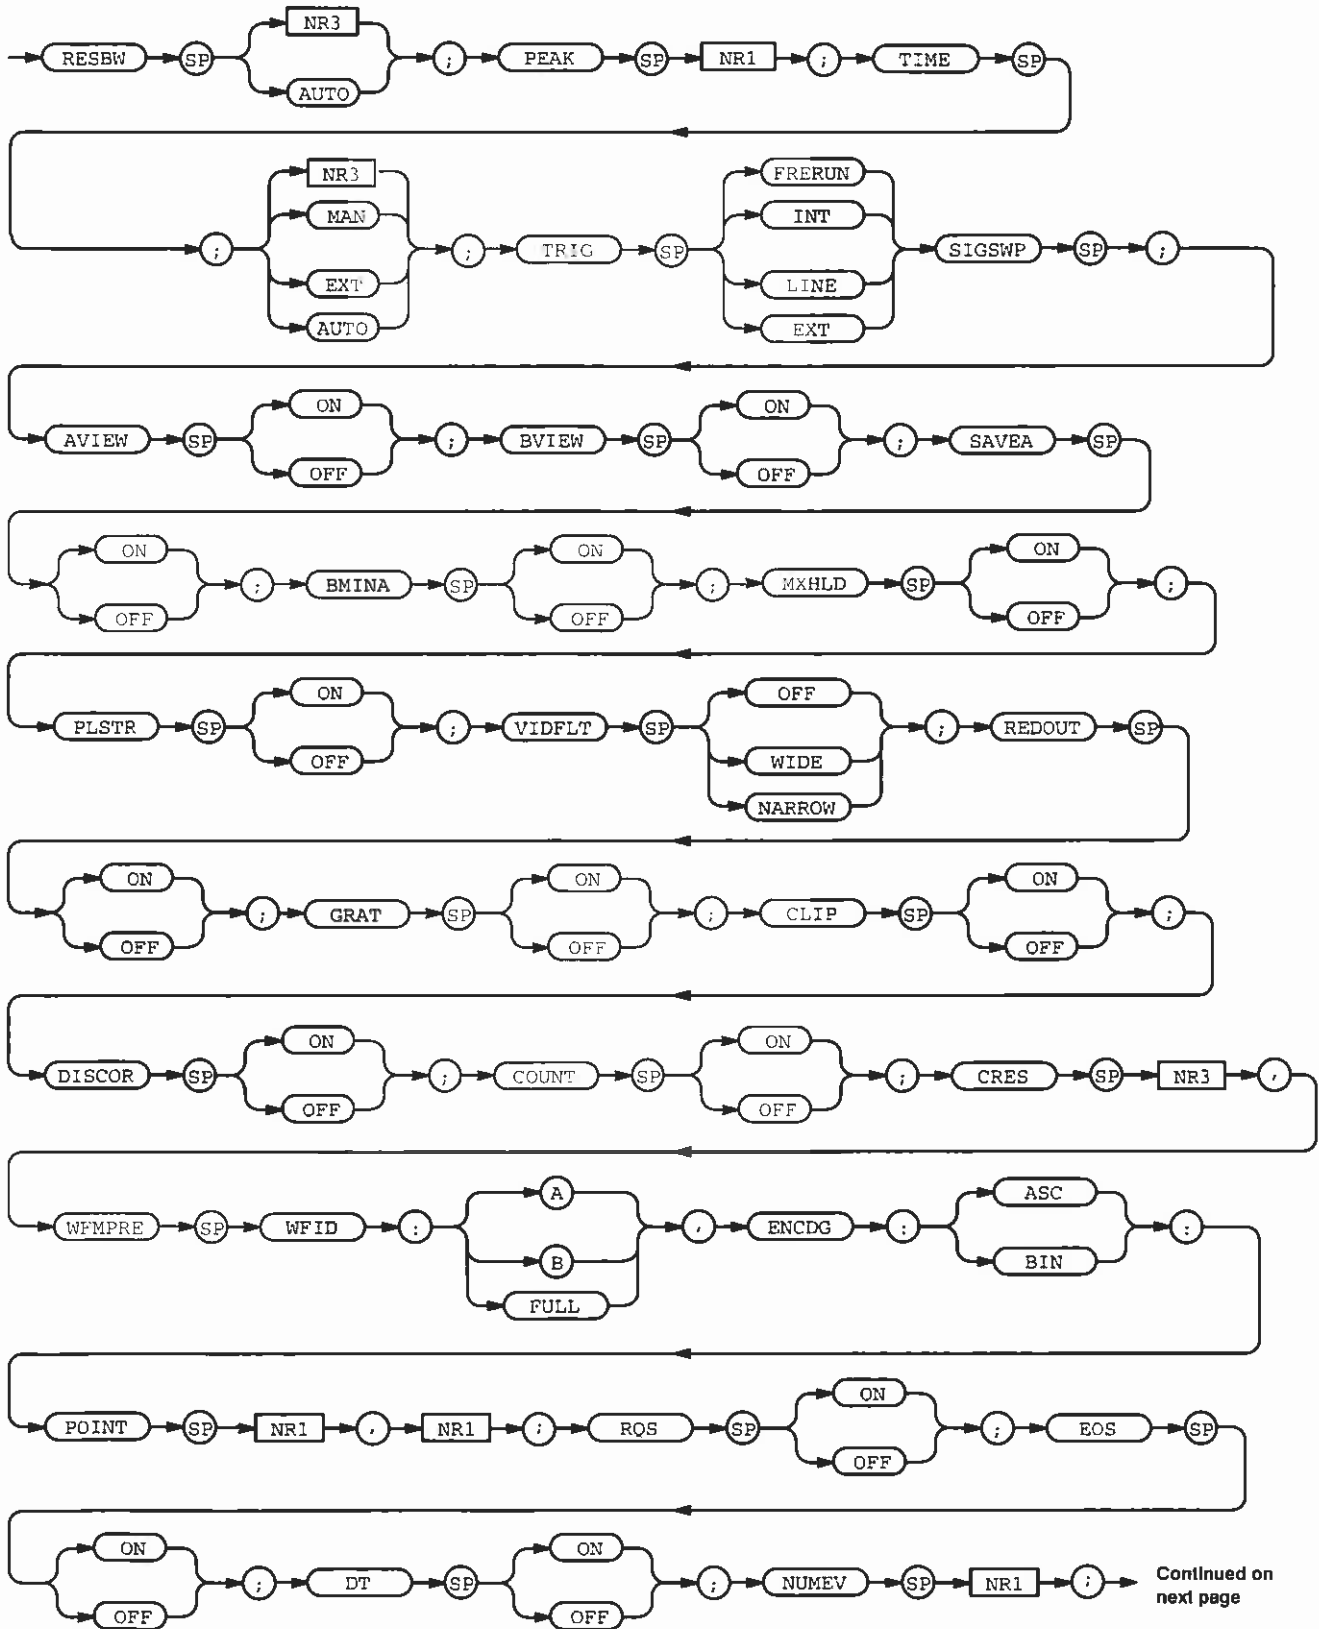 NR3
RESBW SP ; PEAK SP NR1 ; TIME SP
AUTO
NR3 FRERUN
MAN INT
; ; TRIG SP SIGSWP SP ;
EXT LINE
AUTO EXT
ON ON
AVIEW SP ; BVIEW SP ; SAVEA SP
OFF OFF
ON ON ON
; BMINA SP ; MXHLD SP ;
OFF OFF OFF
ON OFF
PLSTR SP ; VIDFLT SP ; REDOUT SP
OFF WIDE
NARROW
ON ON ON
; GRAT SP ; CLIP SP ;
OFF OFF OFF
ON ON
DISCOR SP ; COUNT SP ; CRES SP NR3 ,
OFF OFF
A ASC
WFMPRE SP WFID : , ENCDG : :
B BIN
FULL
ON
POINT SP NR1 , NR1 ; RQS SP ; EOS SP
OFF
ON ON
; DT SP ; NUMEV SP NR1 ; Continued on
next page
OFF OFF